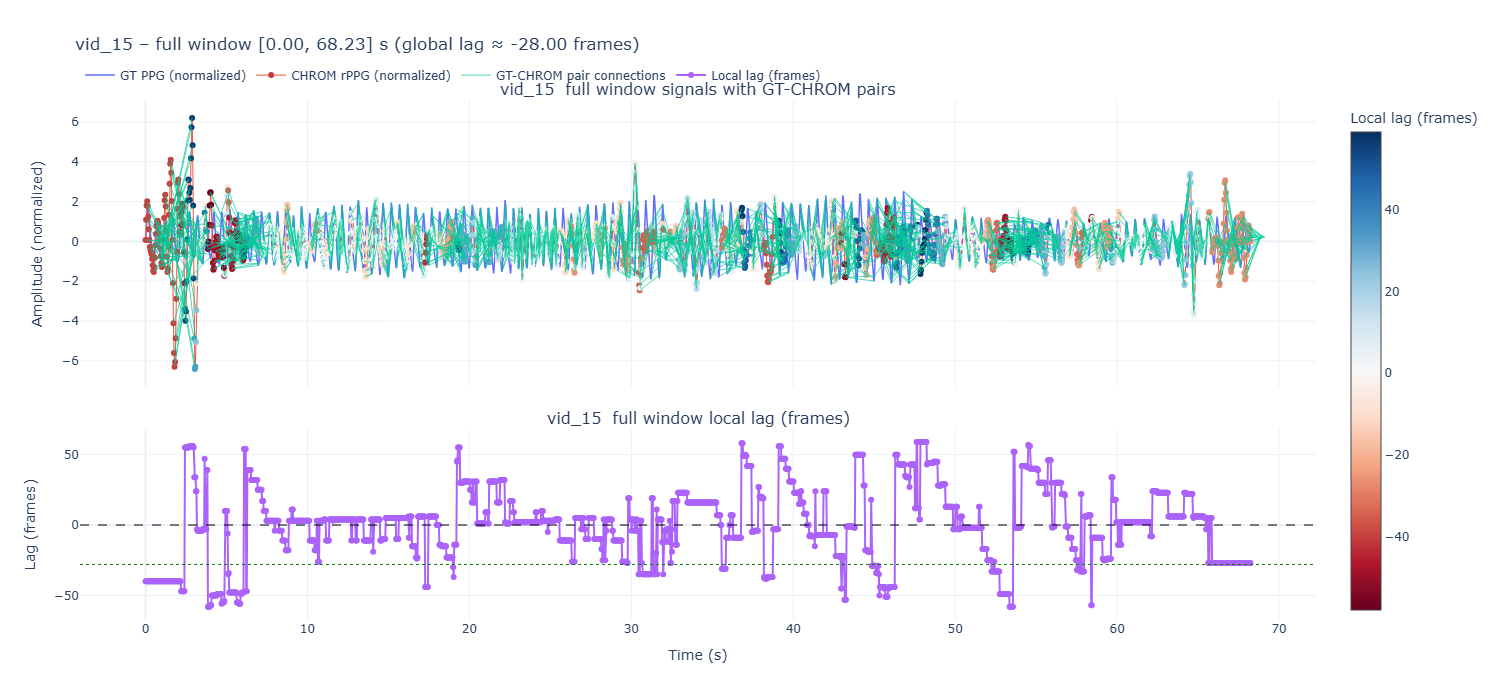 vid_15 – full window [0.00, 68.23] s (global lag ≈ -28.00 frames)
GT PPG (normalized) CHROM rPPG (normalized) GT-CHROM pair connections Local lag (frames)
vid_15 full window signals with GT-CHROM pairs
Local lag (frames)
Amplitude (normalized)
6
4
2
0
−2
−4
−6
40
20
0
−20
−40
vid_15 full window local lag (frames)
Lag (frames)
50
0
−50
0 10 20 30 40 50 60 70
Time (s)